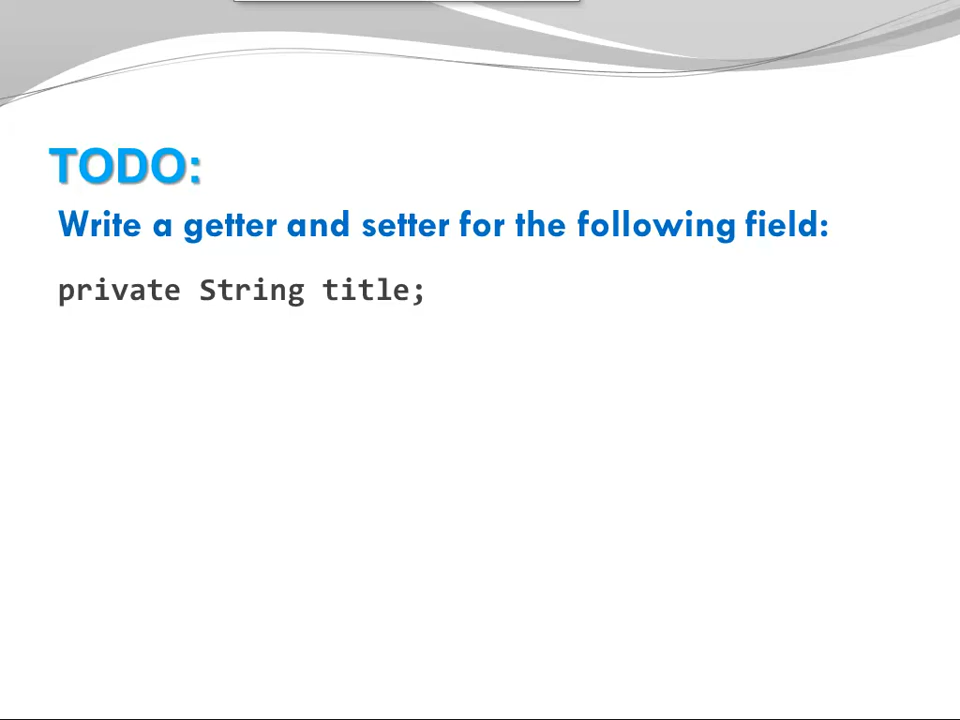 TODO:
Write a getter and setter for the following field:
private String title;